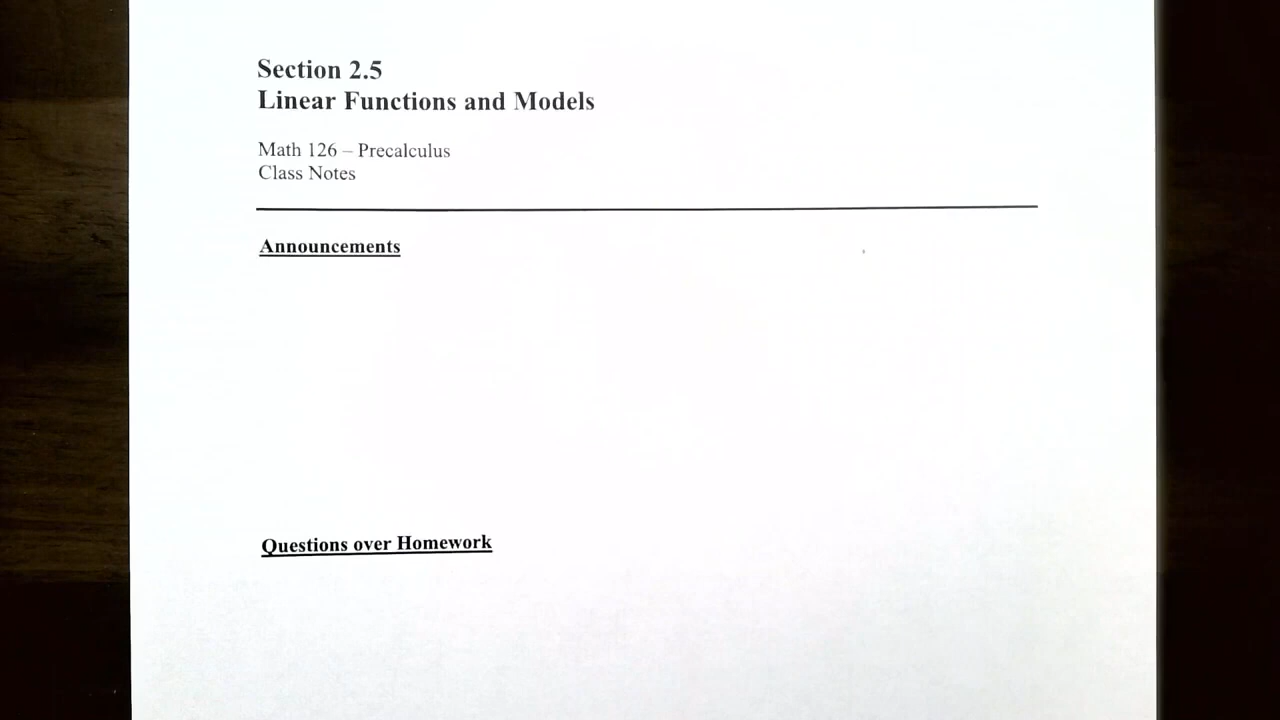 Section 2.5
Linear Functions and Models
Math 126 – Precalculus
Class Notes
Announcements
Questions over Homework